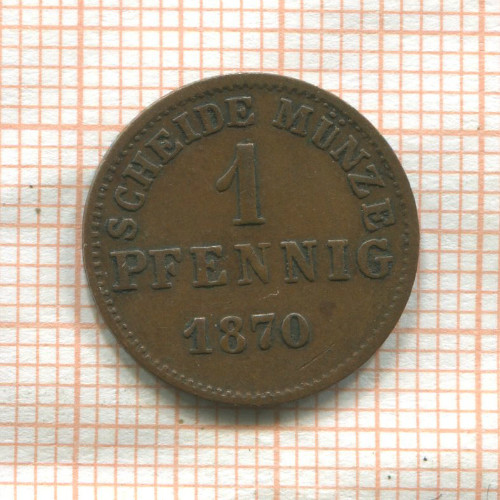 SCHEIDE MÜNZE
1
PFENNIG
1870